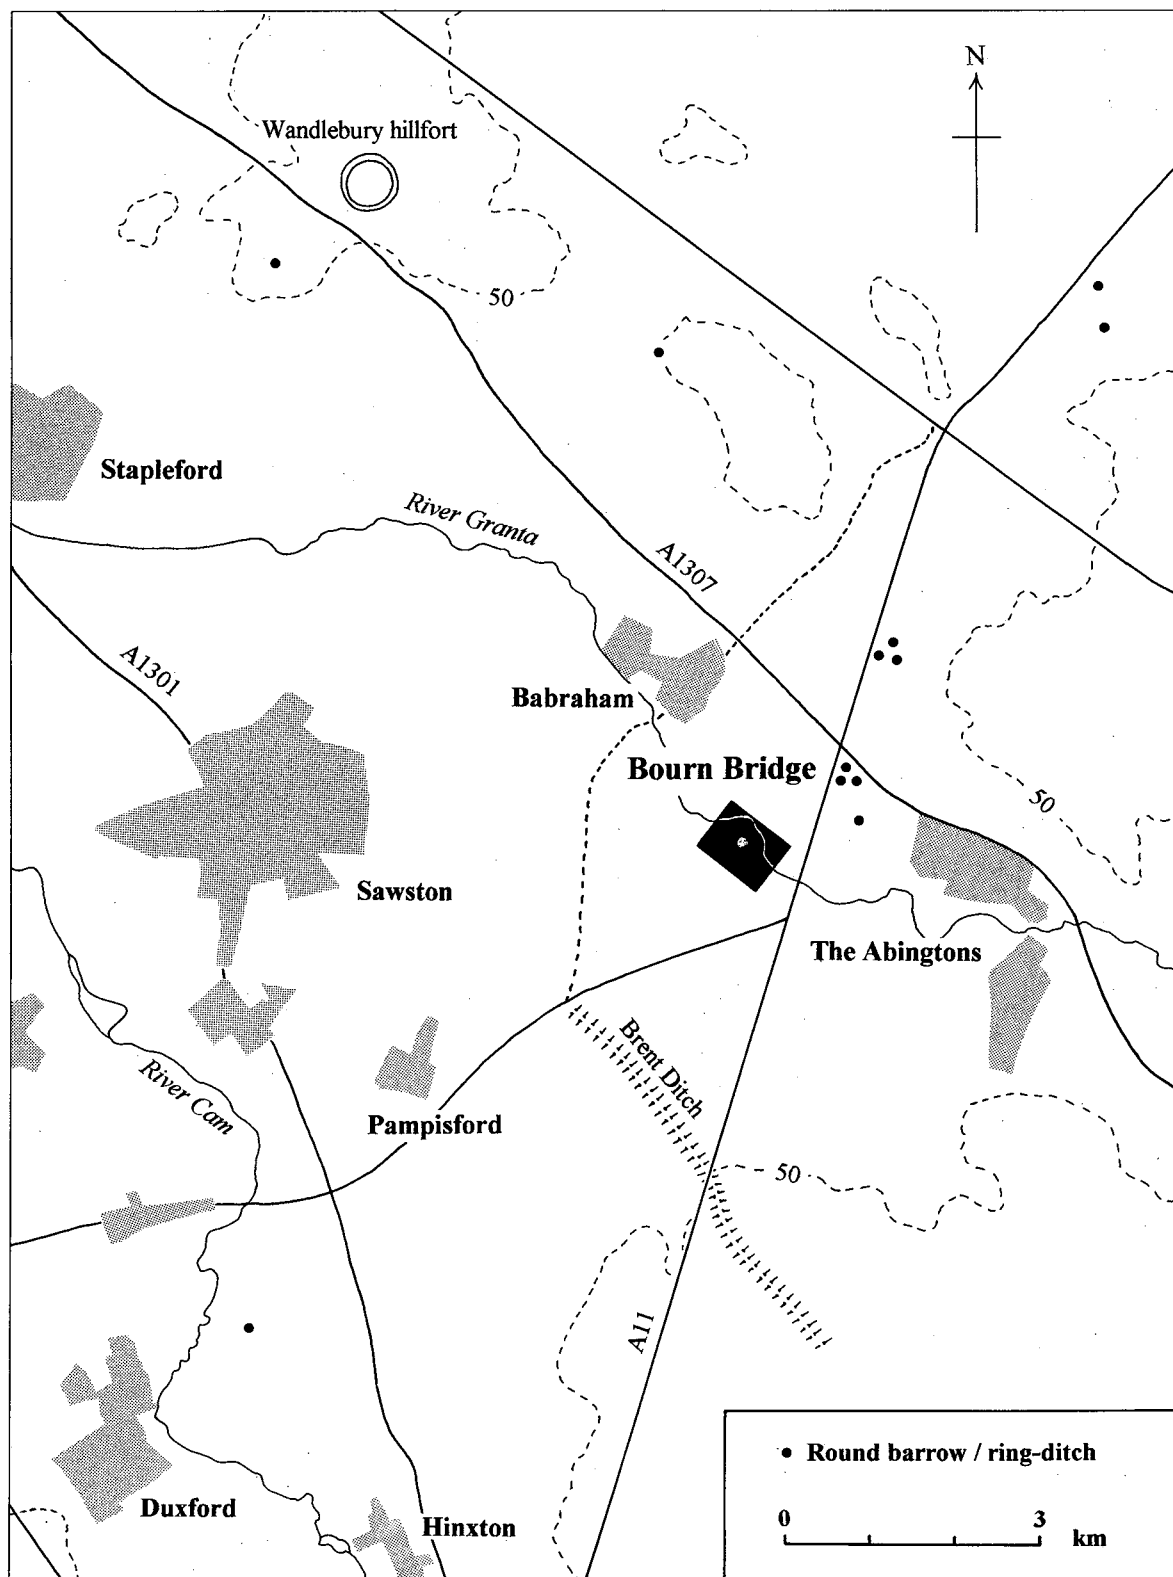 N
Wandlebury hillfort
50
Stapleford
River Granta
A1307
A1301
Babraham
Bourn Bridge
50
Sawston
The Abingtons
Brent Ditch
River Cam
Pampisford
50
A11
Round barrow / ring-ditch
Duxford
Hinxton
0 3
km